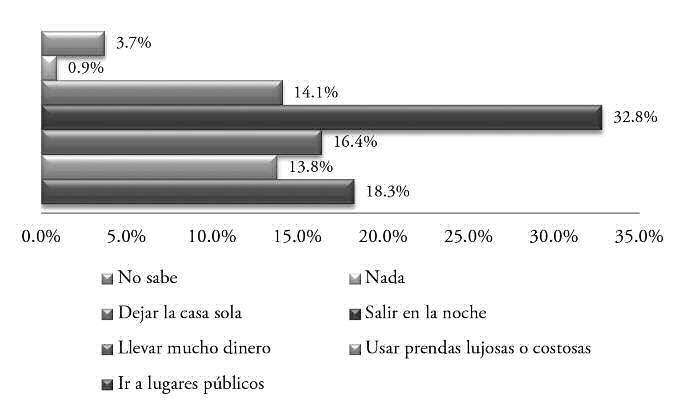 3.7%
0.9%
14.1%
32.8%
16.4%
13.8%
18.3%
0.0% 5.0% 10.0% 15.0% 20.0% 25.0% 30.0% 35.0%
No sabe Nada
Dejar la casa sola Salir en la noche
Llevar mucho dinero Usar prendas lujosas o costosas
Ir a lugares públicos